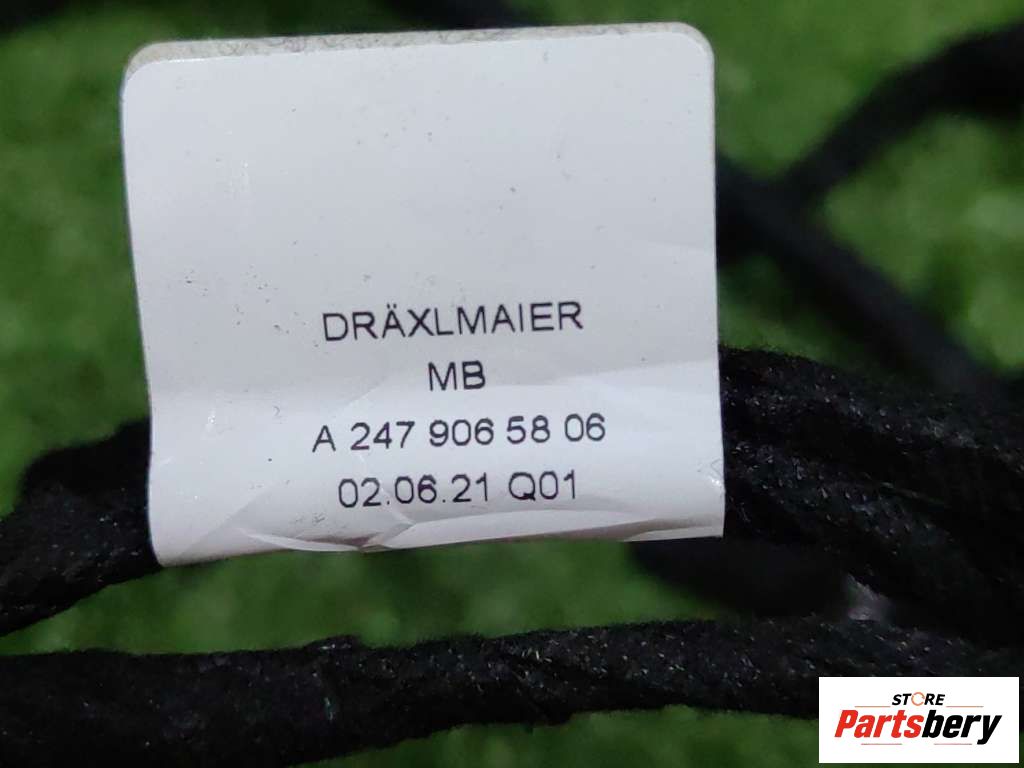 DRÄXLMAIER
MB
A 247 906 58 06
02.06.21 Q01
STORE
Partsbery